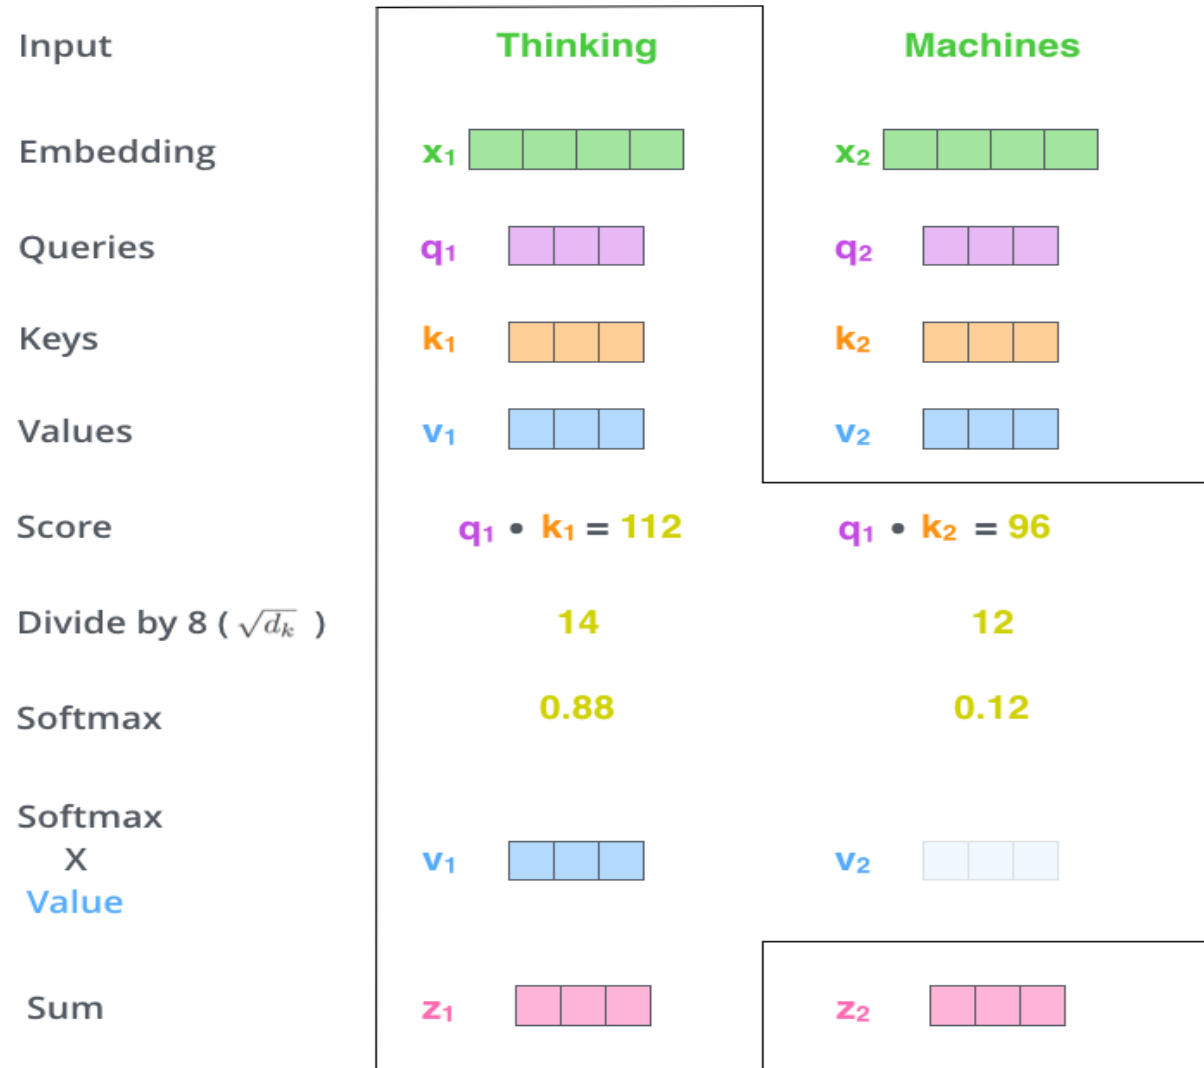 Input Thinking Machines
Embedding x₁ x₂
Queries q₁ q₂
Keys k₁ k₂
Values v₁ v₂
Score q₁ • k₁ = 112 q₁ • k₂ = 96
Divide by 8 ( √dₖ ) 14 12
Softmax 0.88 0.12
Softmax
X
Value v₁ v₂
Sum z₁ z₂